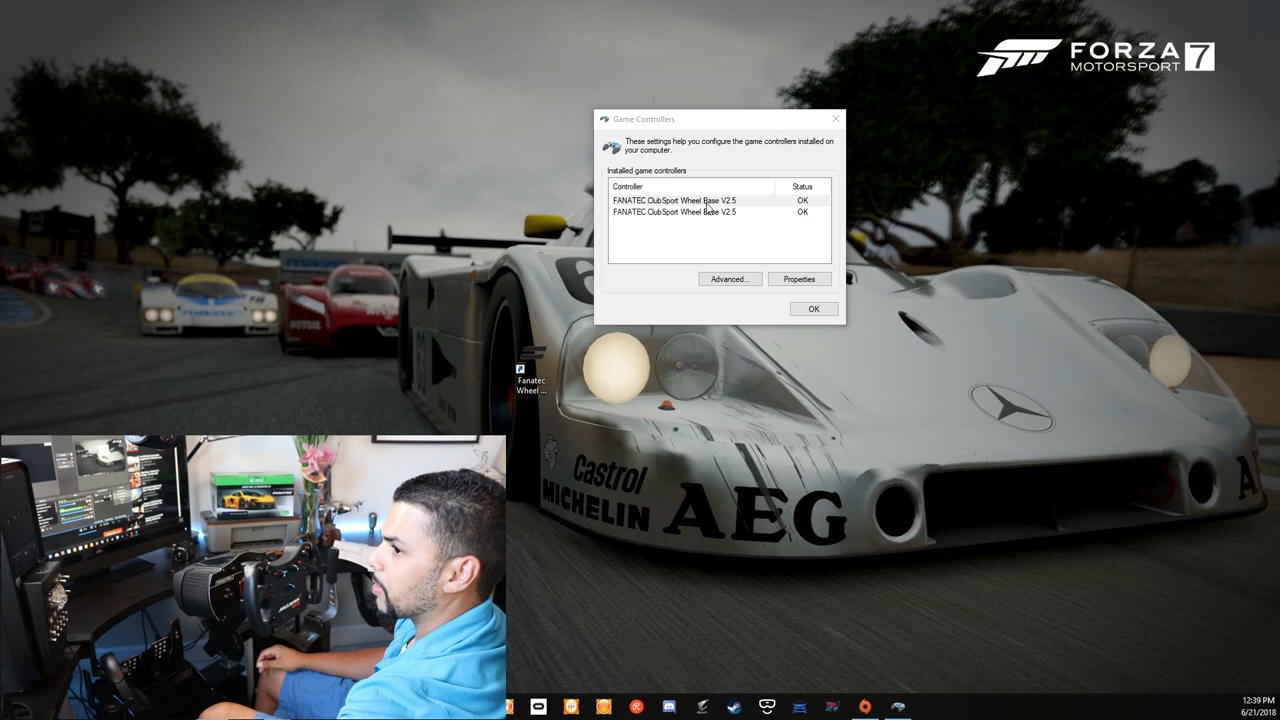 FORZA
MOTORSPORT 7
Game Controllers
These settings help you configure the game controllers installed on
your computer.
Installed game controllers
Controller Status
FANATEC ClubSport Wheel Base V2.5 OK
FANATEC ClubSport Wheel Base V2.5 OK
Advanced... Properties
OK
Fanatec
Wheel ...
Castrol
MICHELIN AEG
A
FANATEC
12:39 PM
6/21/2018